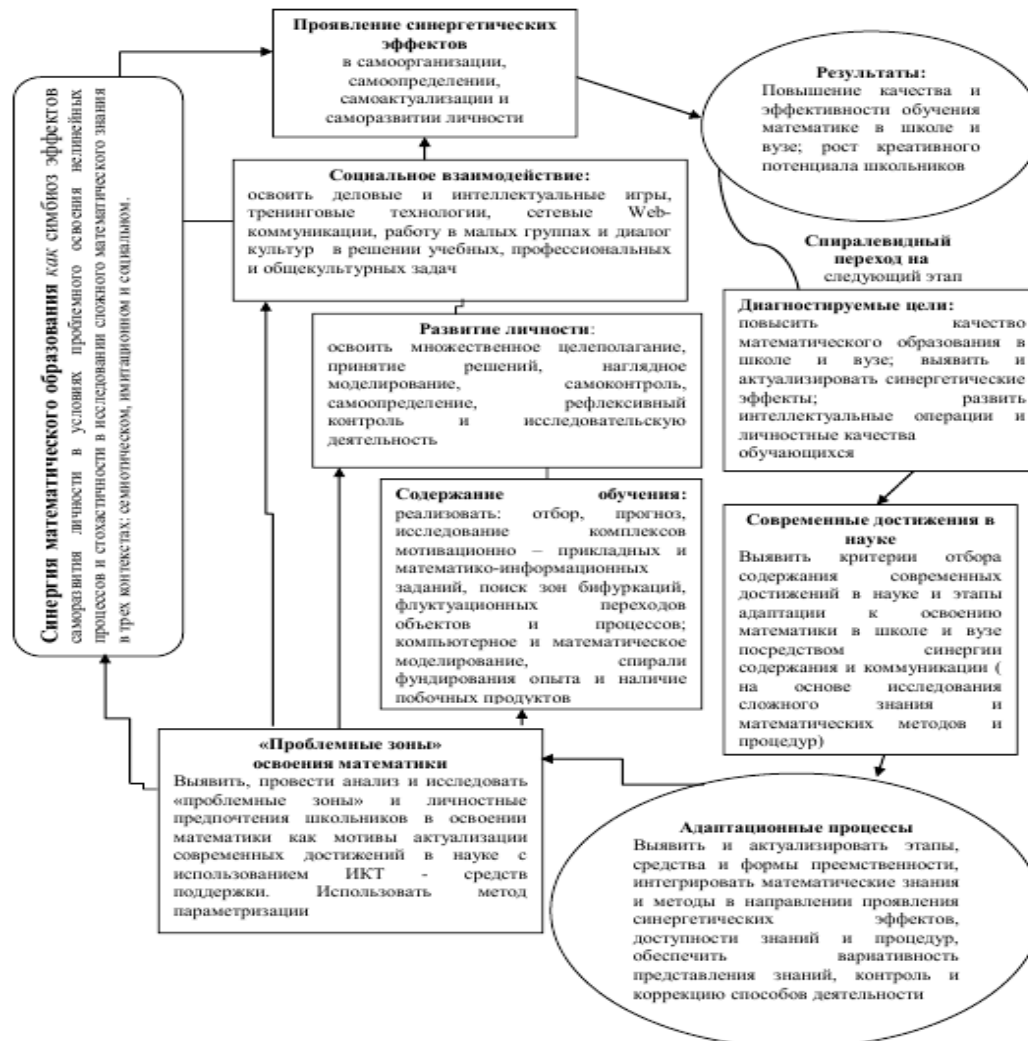 Проявление синергетических
эффектов
в самоорганизации,
самоопределении,
самоактуализации и
саморазвитии личности
Результаты:
Повышение качества и
эффективности обучения
математике в школе и
вузе; рост креативного
потенциала школьников
Синергия математического образования как симбиоз эффектов
саморазвития личности в условиях проблемного освоения нелинейных
процессов и стохастичности в исследовании сложного математического знания
в трех контекстах: семиотическом, имитационном и социальном.
Социальное взаимодействие:
освоить деловые и интеллектуальные игры,
тренинговые технологии, сетевые Web-
коммуникации, работу в малых группах и диалог
культур в решении учебных, профессиональных
и общекультурных задач
Спиралевидный
переход на
следующий этап
Развитие личности:
освоить множественное целеполагание,
принятие решений, наглядное
моделирование, самоконтроль,
самоопределение, рефлексивный
контроль и исследовательскую
деятельность
Диагностируемые цели:
повысить качество
математического образования в
школе и вузе; выявить и
актуализировать синергетические
эффекты; развить
интеллектуальные операции и
личностные качества
обучающихся
Содержание обучения:
реализовать: отбор, прогноз,
исследование комплексов
мотивационно – прикладных и
математико-информационных
заданий, поиск зон бифуркаций,
флуктуационных переходов
объектов и процессов;
компьютерное и математическое
моделирование, спирали
фундирования опыта и наличие
побочных продуктов
Современные достижения в
науке
Выявить критерии отбора
содержания современных
достижений в науке и этапы
адаптации к освоению
математики в школе и вузе
посредством синергии
содержания и коммуникации (
на основе исследования
сложного знания и
математических методов и
процедур)
«Проблемные зоны»
освоения математики
Выявить, провести анализ и исследовать
«проблемные зоны» и личностные
предпочтения школьников в освоении
математики как мотивы актуализации
современных достижений в науке с
использованием ИКТ - средств
поддержки. Использовать метод
параметризации
Адаптационные процессы
Выявить и актуализировать этапы,
средства и формы преемственности,
интегрировать математические знания
и методы в направлении проявления
синергетических эффектов,
доступности знаний и процедур,
обеспечить вариативность
представления знаний, контроль и
коррекцию способов деятельности